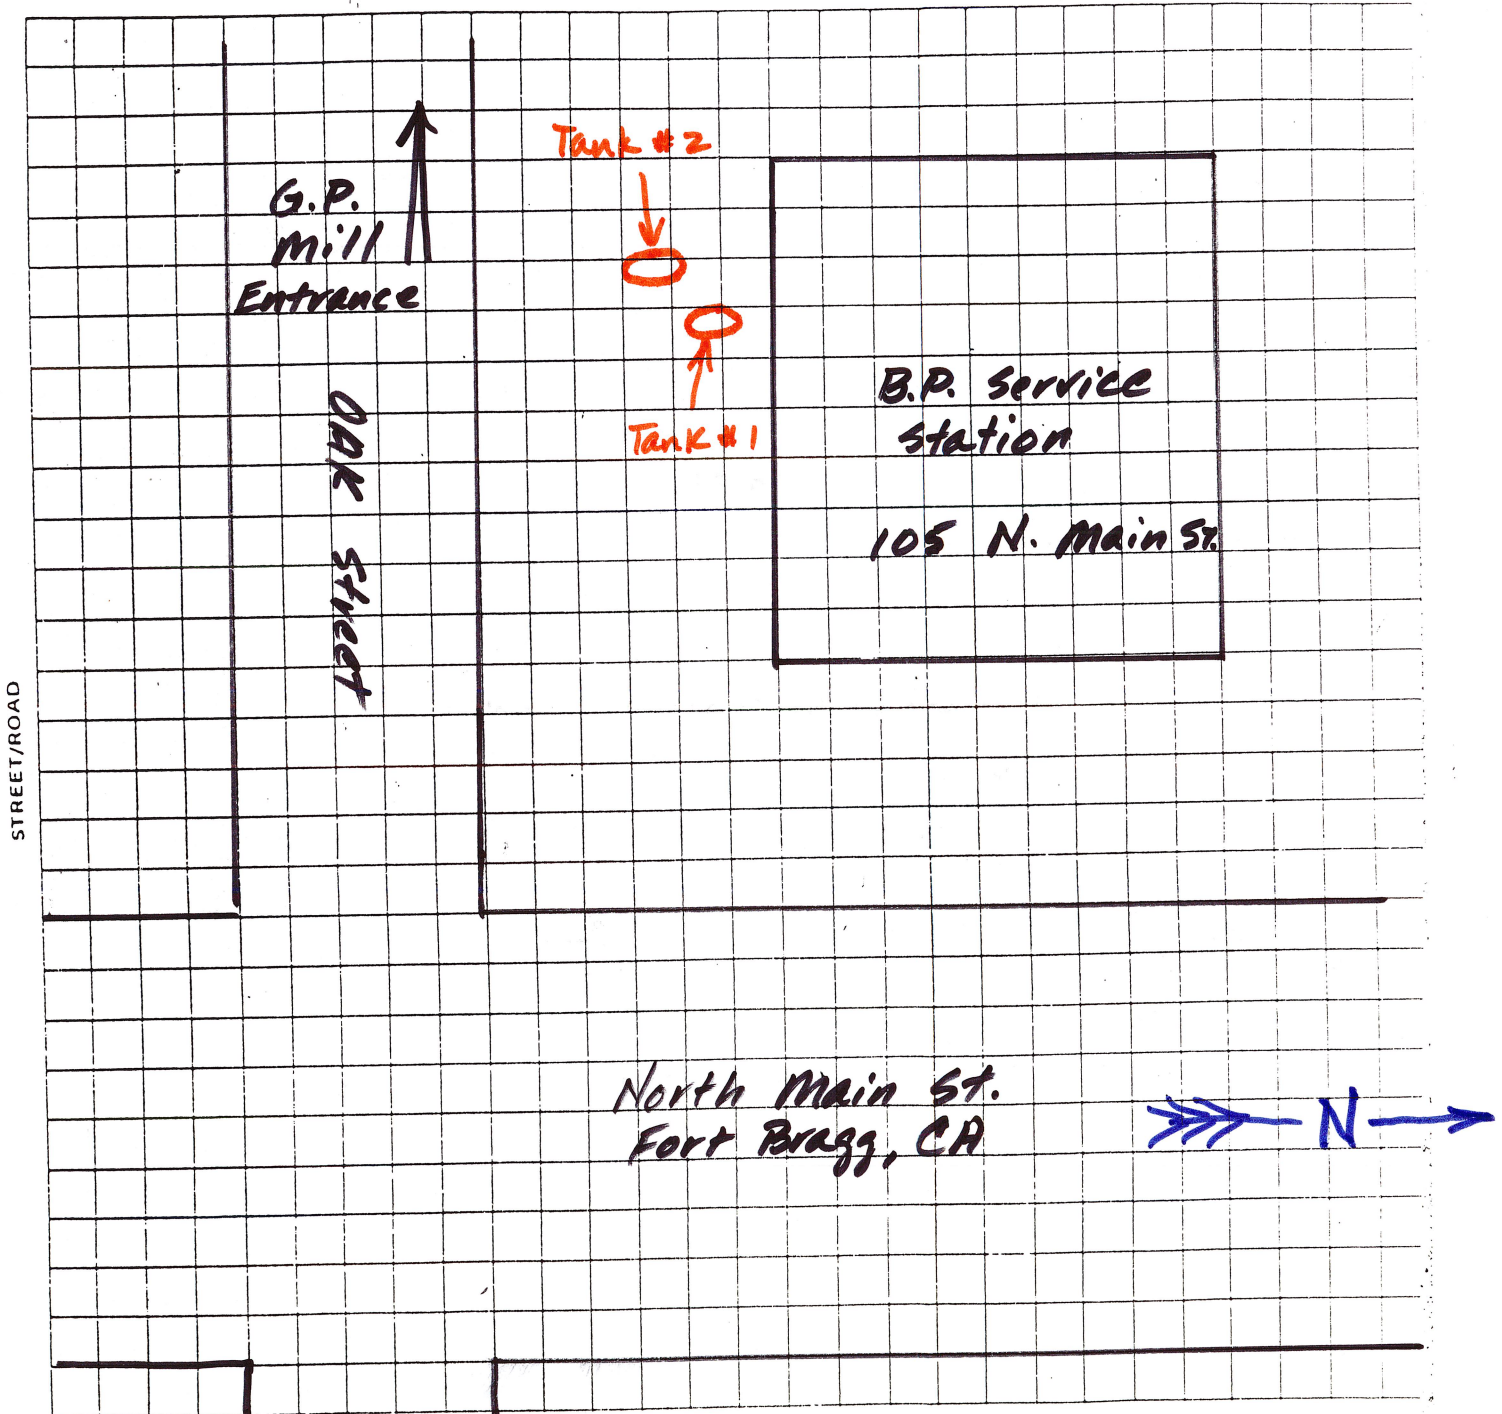 Tank #2
G.P.
Mill
Entrance
Tank #1
B.P. Service
Station
105 N. Main St.
OAK Street
STREET/ROAD
North Main St.
Fort Bragg, CA
N